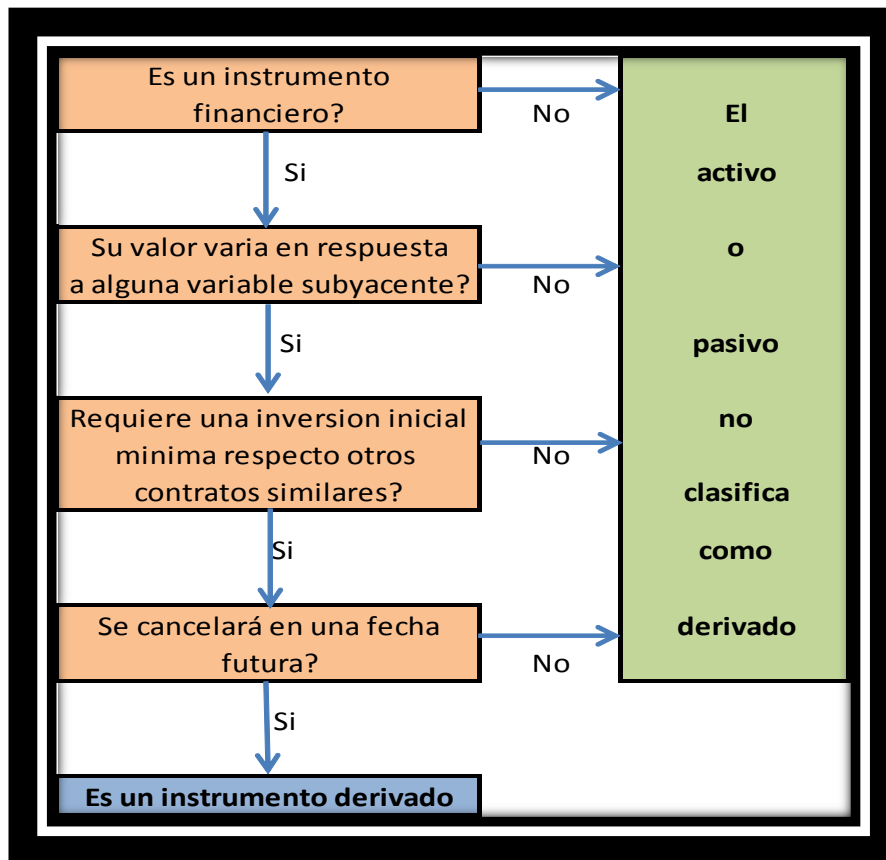 Es un instrumento
financiero?
No
Si
Su valor varia en respuesta
a alguna variable subyacente?
No
Si
Requiere una inversion inicial
minima respecto otros
contratos similares?
No
Si
Se cancelará en una fecha
futura?
No
Si
Es un instrumento derivado
El
activo
o
pasivo
no
clasifica
como
derivado